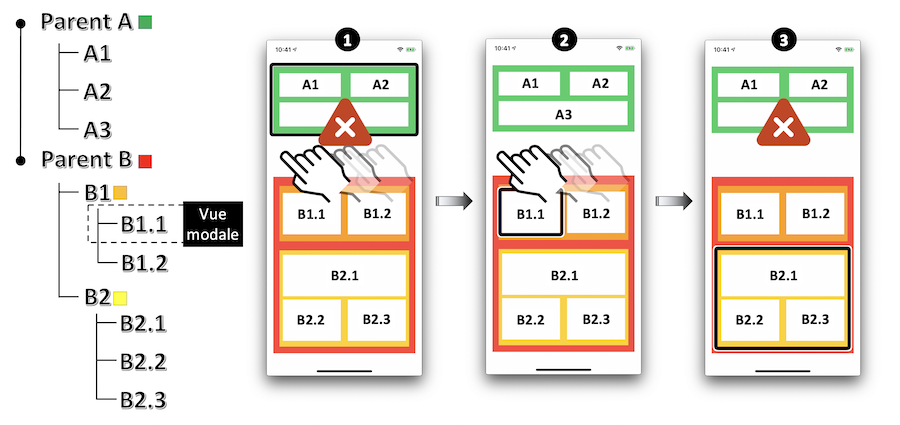 Parent A
A1
A2
A3
Parent B
B1
B1.1
Vue
modale
B1.2
B2
B2.1
B2.2
B2.3
1
10:41
A1 A2
B1.1 B1.2
B2.1
B2.2 B2.3
2
10:41
A1 A2
A3
B1.1 B1.2
B2.1
B2.2 B2.3
3
10:41
A1 A2
B1.1 B1.2
B2.1
B2.2 B2.3